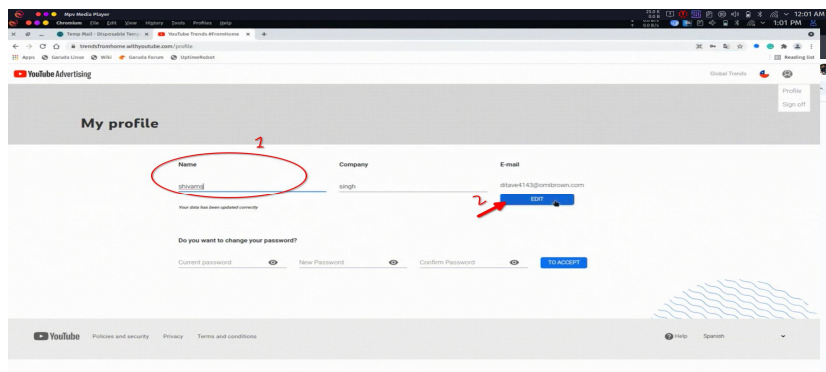 Mpv Media Player
12:01 AM
Chromium File Edit View History Tools Profiles Help
1:01 PM
Temp Mail - Disposable Temp
YouTube Trends #FromHome
trendsfromhome.withyoutube.com/profile
Apps Garuda Linux Wiki Garuda Forum UptimeRobot Reading list
YouTube Advertising
Global Trends
Profile
Sign off
My profile
1
Name Company E-mail
shivams singh ditave4143@omibrown.com
2 EDIT
Your data has been updated correctly
Do you want to change your password?
Current password New Password Confirm Password TO ACCEPT
YouTube Policies and security Privacy Terms and conditions Help Spanish